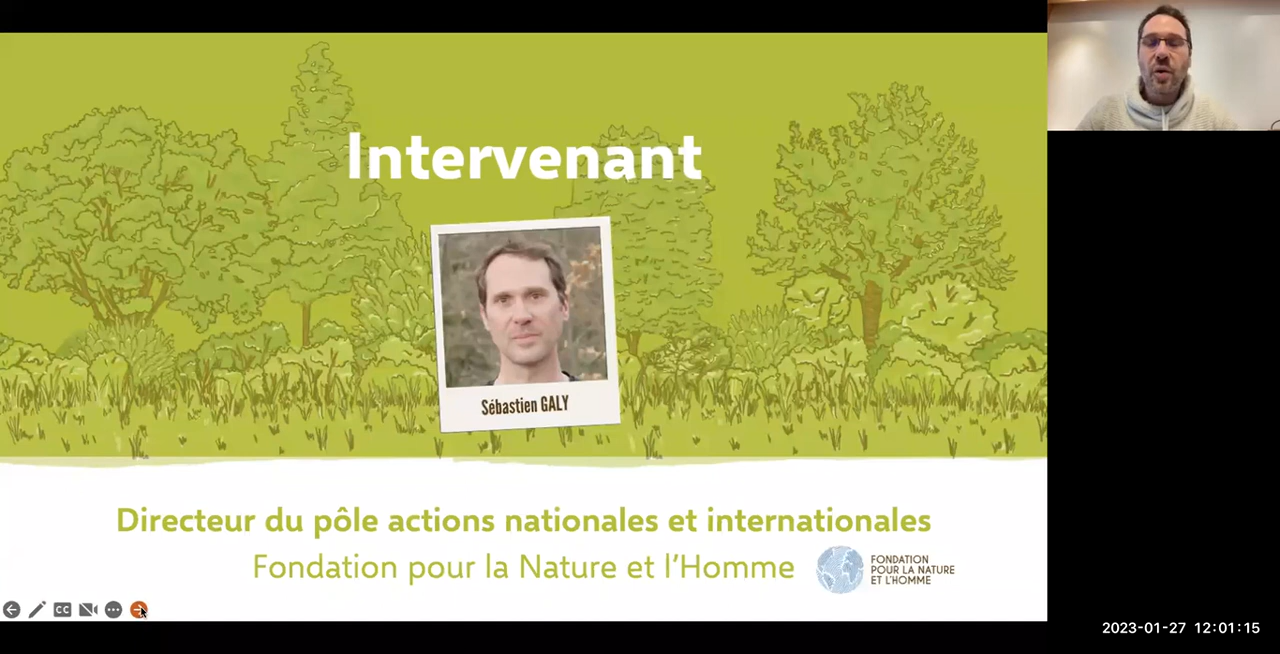 Intervenant
Sébastien GALY
Directeur du pôle actions nationales et internationales
Fondation pour la Nature et l'Homme
FONDATION
POUR LA NATURE
ET L'HOMME
CC
2023-01-27 12:01:15